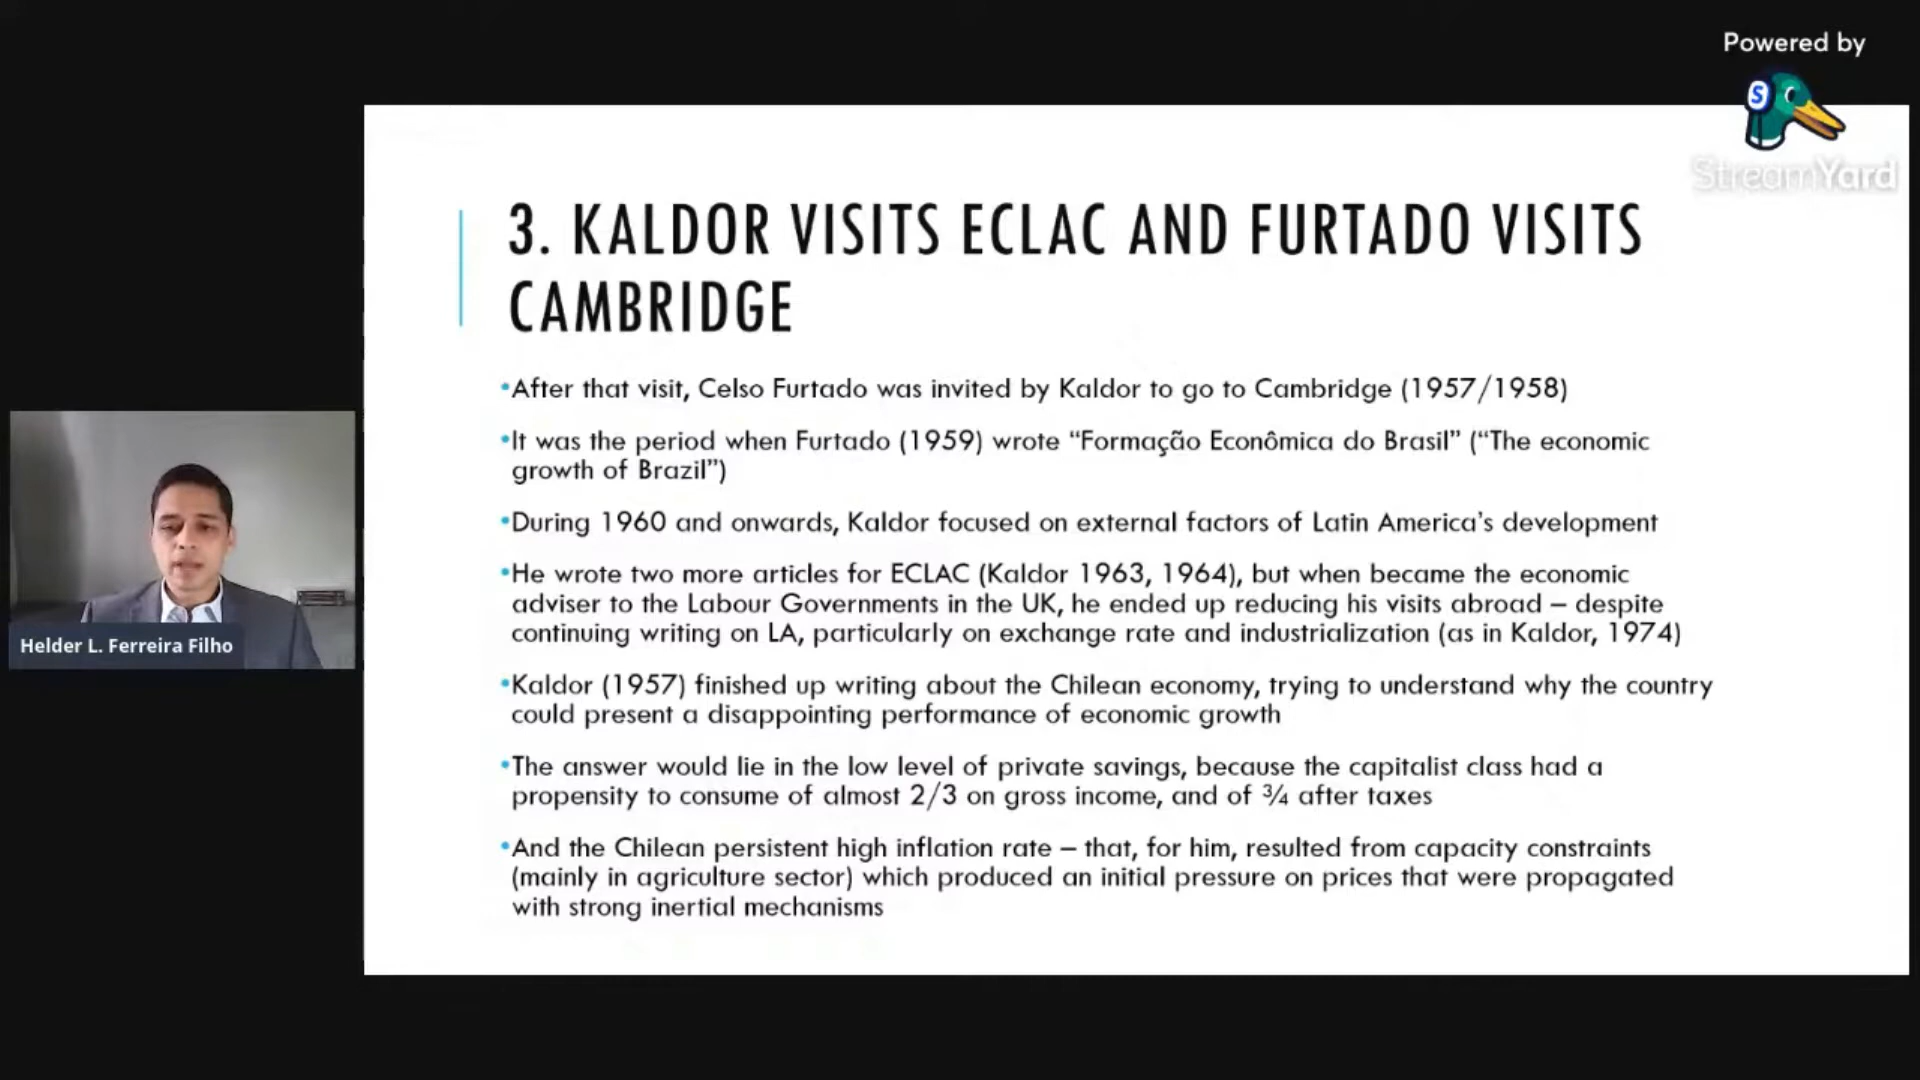 Powered by
StreamYard
3. KALDOR VISITS ECLAC AND FURTADO VISITS
CAMBRIDGE
•After that visit, Celso Furtado was invited by Kaldor to go to Cambridge (1957/1958)
•It was the period when Furtado (1959) wrote “Formação Econômica do Brasil” (“The economic
growth of Brazil”)
•During 1960 and onwards, Kaldor focused on external factors of Latin America’s development
•He wrote two more articles for ECLAC (Kaldor 1963, 1964), but when became the economic
adviser to the Labour Governments in the UK, he ended up reducing his visits abroad – despite
continuing writing on LA, particularly on exchange rate and industrialization (as in Kaldor, 1974)
•Kaldor (1957) finished up writing about the Chilean economy, trying to understand why the country
could present a disappointing performance of economic growth
•The answer would lie in the low level of private savings, because the capitalist class had a
propensity to consume of almost 2/3 on gross income, and of ¾ after taxes
•And the Chilean persistent high inflation rate – that, for him, resulted from capacity constraints
(mainly in agriculture sector) which produced an initial pressure on prices that were propagated
with strong inertial mechanisms
Helder L. Ferreira Filho